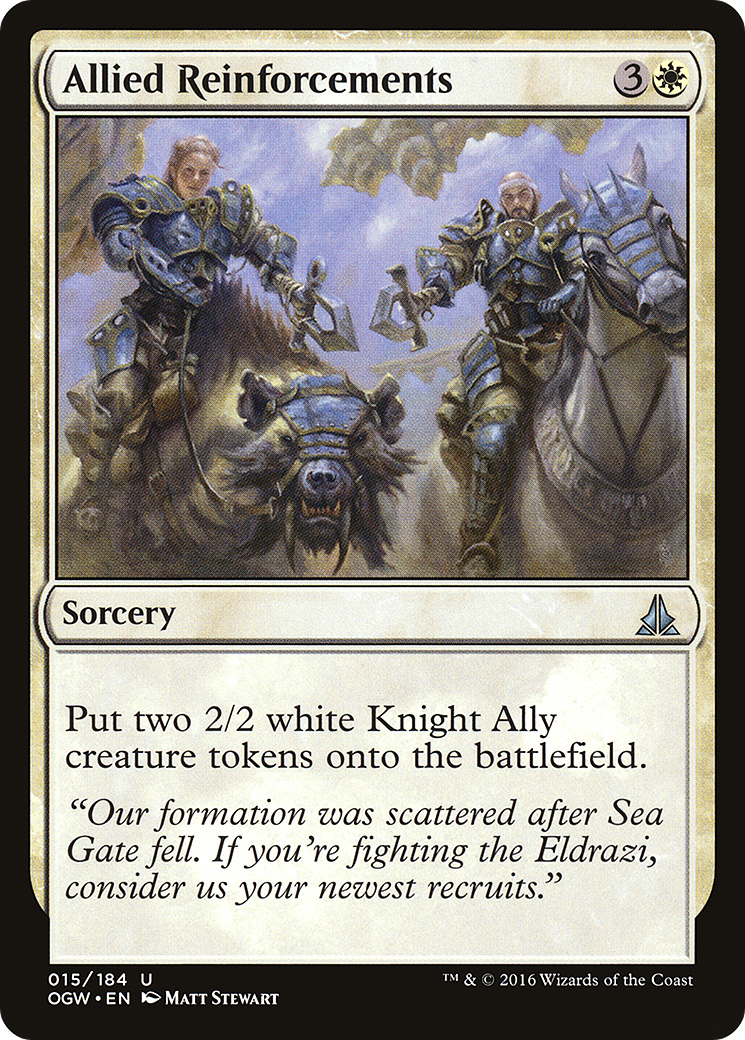 Allied Reinforcements 3
Sorcery
Put two 2/2 white Knight Ally
creature tokens onto the battlefield.
“Our formation was scattered after Sea
Gate fell. If you’re fighting the Eldrazi,
consider us your newest recruits.”
015/184 U ™ & © 2016 Wizards of the Coast
OGW • EN Matt Stewart